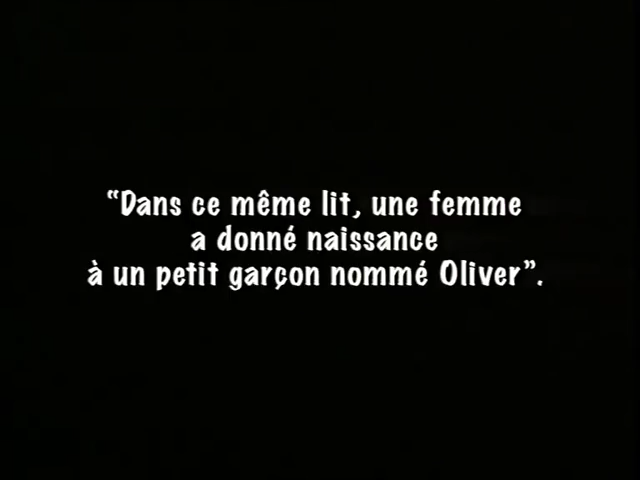 “Dans ce même lit, une femme
a donné naissance
à un petit garçon nommé Oliver”.